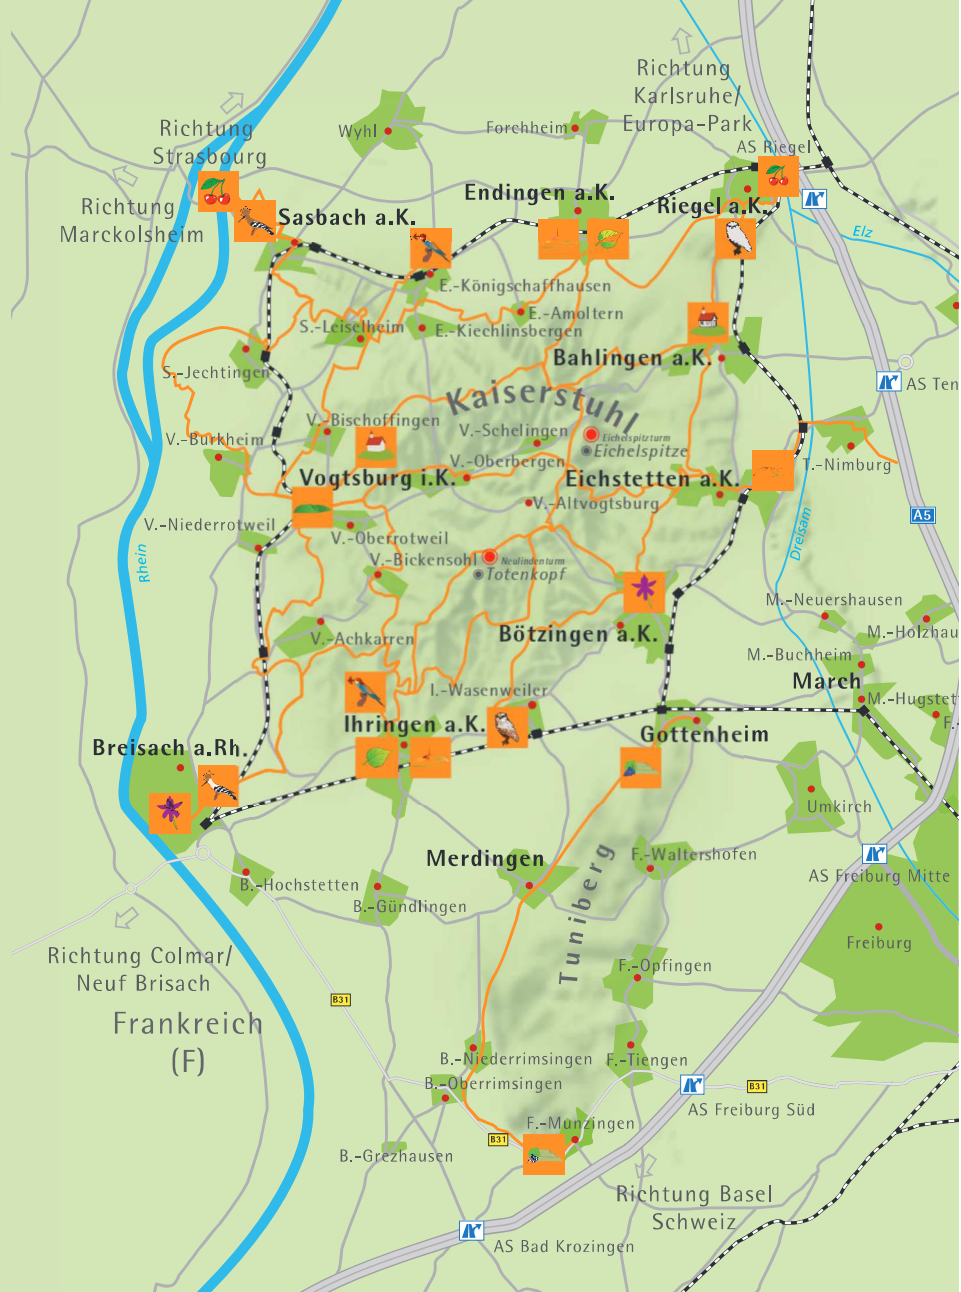 Richtung
Karlsruhe/
Europa-Park
Richtung
Strasbourg
Wyhl
Forchheim
AS Riegel
Richtung
Marckolsheim
Sasbach a.K.
Endingen a.K.
Riegel a.K.
Elz
E.-Königschaffhausen
S.-Leiselheim
E.-Kiechlinsbergen
E.-Amoltern
Bahlingen a.K.
S.-Jechtingen
AS Ten
Kaiserstuhl
V.-Bischoffingen
V.-Burkheim
V.-Schelingen
Eichelspitzturm
Eichelspitze
V.-Oberbergen
T.-Nimburg
Vogtsburg i.K.
Eichstetten a.K.
V.-Altvogtsburg
A5
V.-Niederrotweil
V.-Oberrotweil
Dreisam
Rhein
V.-Bickensohl
Neulindenturm
Totenkopf
M.-Neuershausen
V.-Achkarren
Bötzingen a.K.
M.-Holzhau
M.-Buchheim
March
I.-Wasenweiler
M.-Hugstett
F.-
Ihringen a.K.
Gottenheim
Breisach a.Rh.
Umkirch
Merdingen
F.-Waltershofen
AS Freiburg Mitte
B.-Hochstetten
B.-Gündlingen
Tuniberg
Freiburg
Richtung Colmar/
Neuf Brisach
F.-Opfingen
B31
Frankreich
(F)
B.-Niederrimsingen
F.-Tiengen
B.-Oberrimsingen
B31
AS Freiburg Süd
F.-Munzingen
B31
B.-Grezhausen
Richtung Basel
Schweiz
AS Bad Krozingen